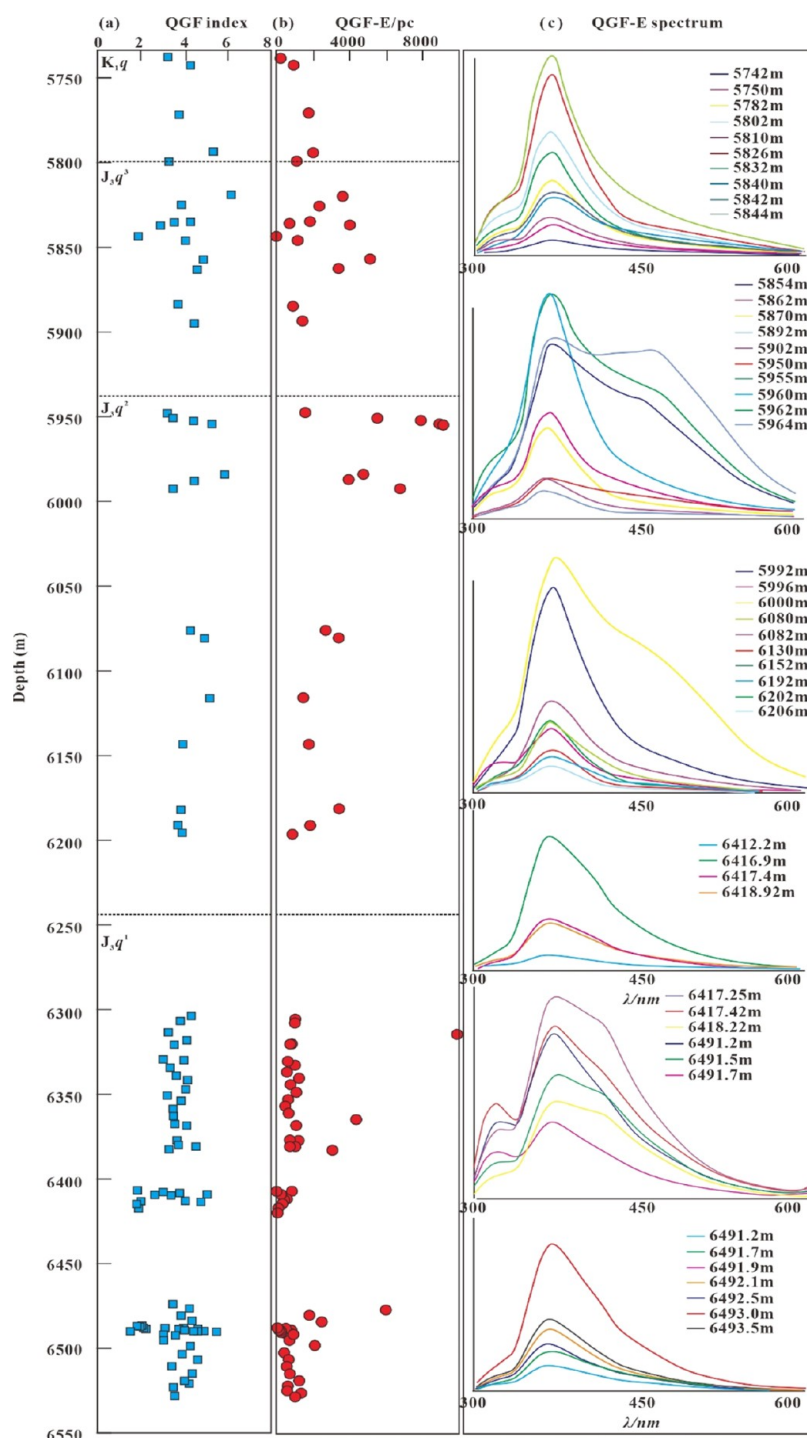 (a) QGF index
0 2 4 6 8
(b) QGF-E/pc
0 4000 8000
(c) QGF-E spectrum
Depth (m)
5750
5800
5850
5900
5950
6000
6050
6100
6150
6200
6250
6300
6350
6400
6450
6500
6550
K₁q
J₃q³
J₃q²
J₃q¹
5742m
5750m
5782m
5802m
5810m
5826m
5832m
5840m
5842m
5844m
300 450 600
5854m
5862m
5870m
5892m
5902m
5950m
5955m
5960m
5962m
5964m
300 450 600
5992m
5996m
6000m
6080m
6082m
6130m
6152m
6192m
6202m
6206m
300 450 600
6412.2m
6416.9m
6417.4m
6418.92m
300 450 600
λ/nm
6417.25m
6417.42m
6418.22m
6491.2m
6491.5m
6491.7m
300 450 600
6491.2m
6491.7m
6491.9m
6492.1m
6492.5m
6493.0m
6493.5m
300 450 600
λ/nm